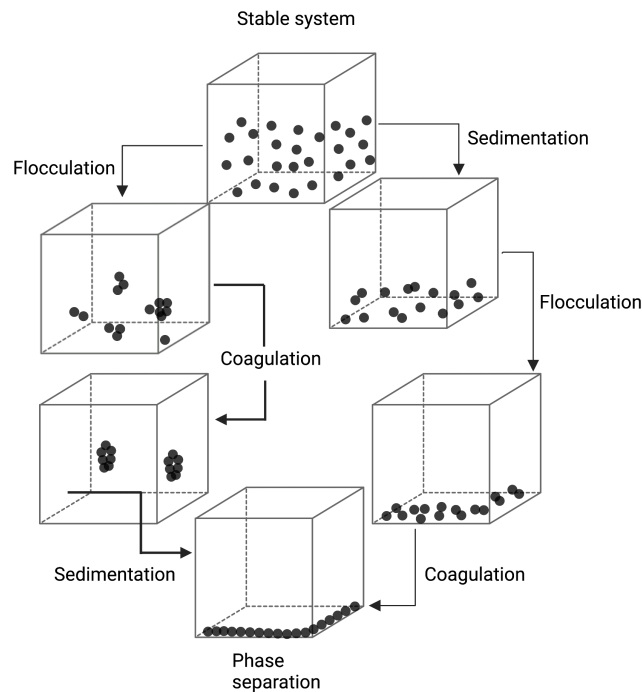 Stable system
Sedimentation
Flocculation
Flocculation
Coagulation
Sedimentation
Coagulation
Phase
separation